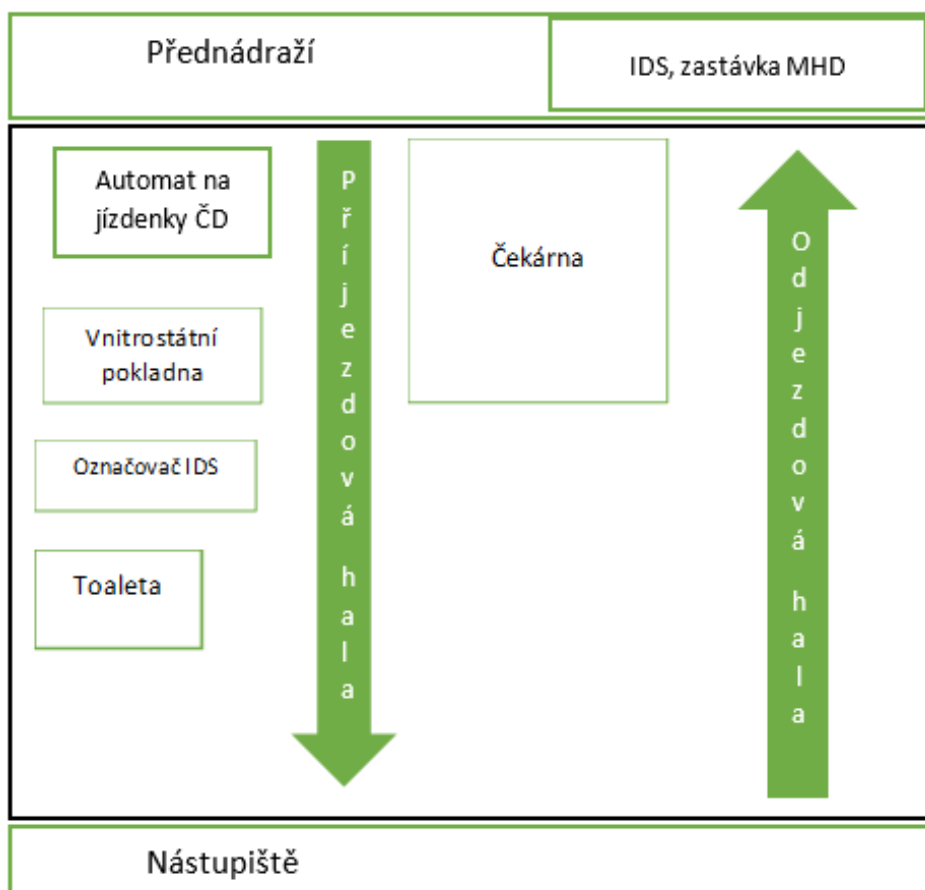 Přednádraží
IDS, zastávka MHD
Automat na
jízdenky ČD
Vnitrostátní
pokladna
Označovač IDS
Toaleta
Příjezdová hala
Čekárna
Odjezdová hala
Nástupiště